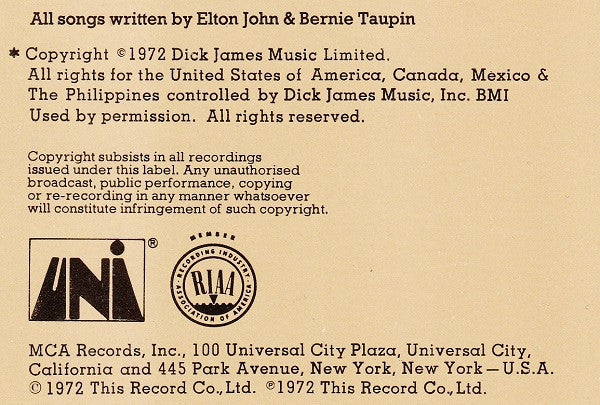 All songs written by Elton John & Bernie Taupin
* Copyright ©1972 Dick James Music Limited.
All rights for the United States of America, Canada, Mexico &
The Philippines controlled by Dick James Music, Inc. BMI
Used by permission. All rights reserved.
Copyright subsists in all recordings
issued under this label. Any unauthorised
broadcast, public performance, copying
or re-recording in any manner whatsoever
will constitute infringement of such copyright.
UNI ®
MEMBER
RECORDING INDUSTRY
RIAA
ASSOCIATION OF AMERICA
MCA Records, Inc., 100 Universal City Plaza, Universal City,
California and 445 Park Avenue, New York, New York—U.S.A.
© 1972 This Record Co., Ltd. ℗1972 This Record Co., Ltd.